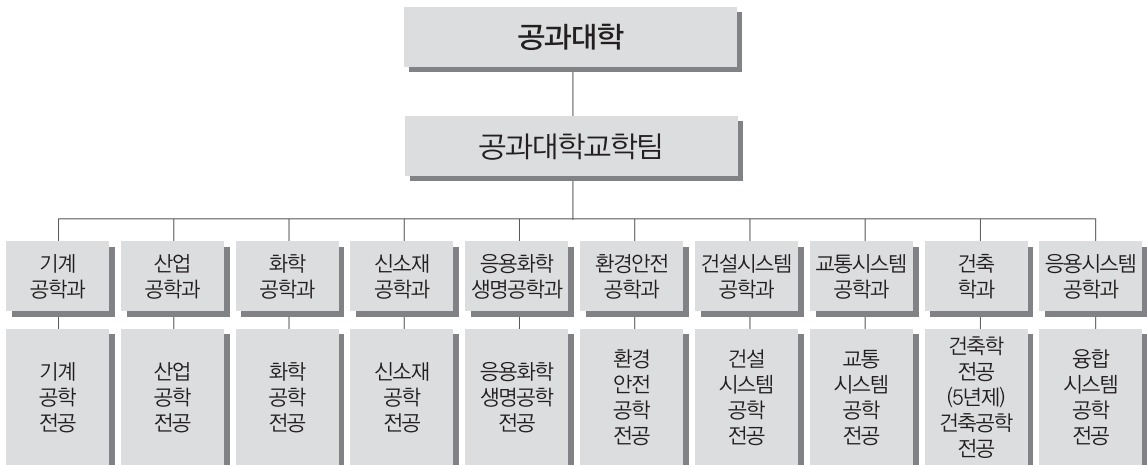 공과대학
공과대학교학팀
기계
공학과
산업
공학과
화학
공학과
신소재
공학과
응용화학
생명공학과
환경안전
공학과
건설시스템
공학과
교통시스템
공학과
건축
학과
응용시스템
공학과
기계
공학
전공
산업
공학
전공
화학
공학
전공
신소재
공학
전공
응용화학
생명공학
전공
환경
안전
공학
전공
건설
시스템
공학
전공
교통
시스템
공학
전공
건축학
전공
(5년제)
건축공학
전공
융합
시스템
공학
전공